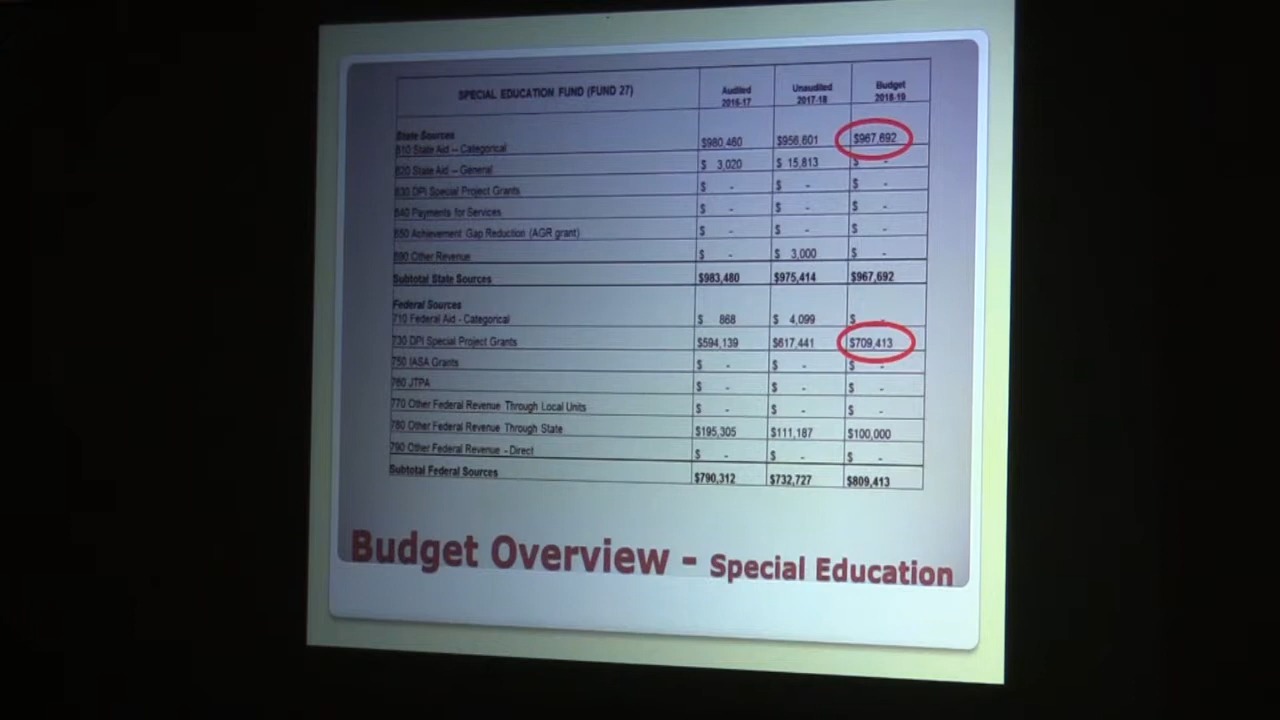 SPECIAL EDUCATION FUND (FUND 27) Audited 2016-17 Unaudited 2017-18 Budget 2018-19
State Sources
610 State Aid -- Categorical $980,460 $956,601 $967,692
620 State Aid -- General $ 3,020 $ 15,813 $ -
630 DPI Special Project Grants $ - $ - $ -
640 Payments for Services $ - $ - $ -
650 Achievement Gap Reduction (AGR grant) $ - $ - $ -
690 Other Revenue $ - $ 3,000 $ -
Subtotal State Sources $983,480 $975,414 $967,692
Federal Sources
710 Federal Aid - Categorical $ 868 $ 4,099 $ -
730 DPI Special Project Grants $594,139 $617,441 $709,413
750 IASA Grants $ - $ - $ -
760 JTPA $ - $ - $ -
770 Other Federal Revenue Through Local Units $ - $ - $ -
780 Other Federal Revenue Through State $195,305 $111,187 $100,000
790 Other Federal Revenue - Direct $ - $ - $ -
Subtotal Federal Sources $790,312 $732,727 $809,413
Budget Overview - Special Education